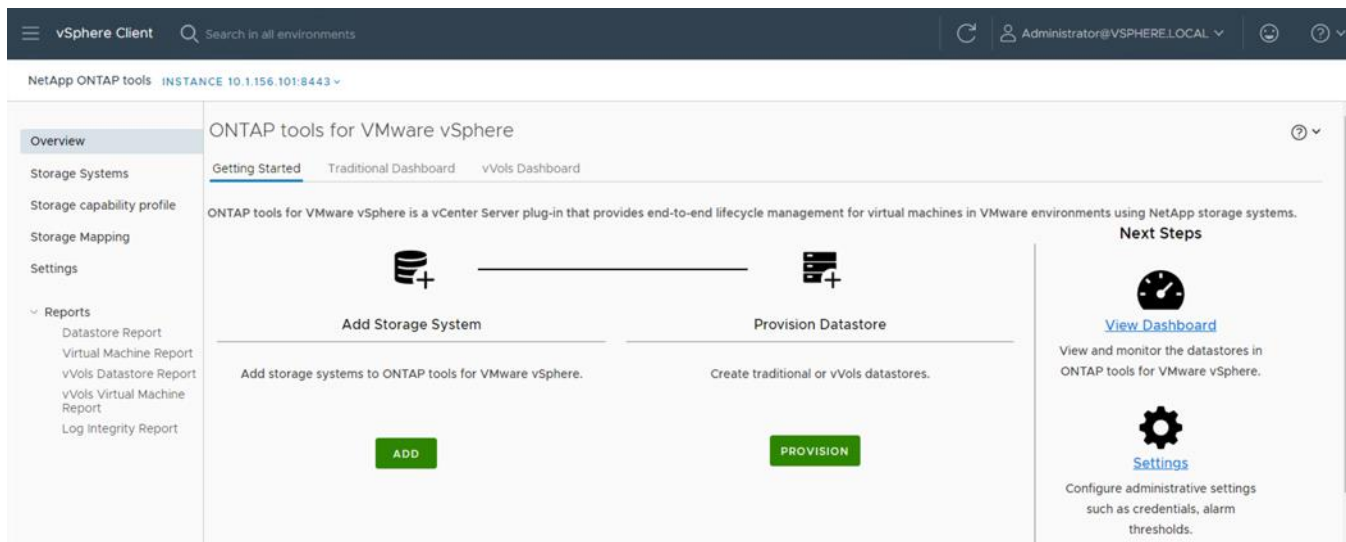 vSphere Client
Search in all environments
Administrator@VSPHERE.LOCAL
NetApp ONTAP tools INSTANCE 10.1.156.101:8443
Overview
Storage Systems
Storage capability profile
Storage Mapping
Settings
Reports
Datastore Report
Virtual Machine Report
vVols Datastore Report
vVols Virtual Machine
Report
Log Integrity Report
ONTAP tools for VMware vSphere
Getting Started Traditional Dashboard vVols Dashboard
ONTAP tools for VMware vSphere is a vCenter Server plug-in that provides end-to-end lifecycle management for virtual machines in VMware environments using NetApp storage systems.
Add Storage System
Add storage systems to ONTAP tools for VMware vSphere.
ADD
Provision Datastore
Create traditional or vVols datastores.
PROVISION
Next Steps
View Dashboard
View and monitor the datastores in
ONTAP tools for VMware vSphere.
Settings
Configure administrative settings
such as credentials, alarm
thresholds.